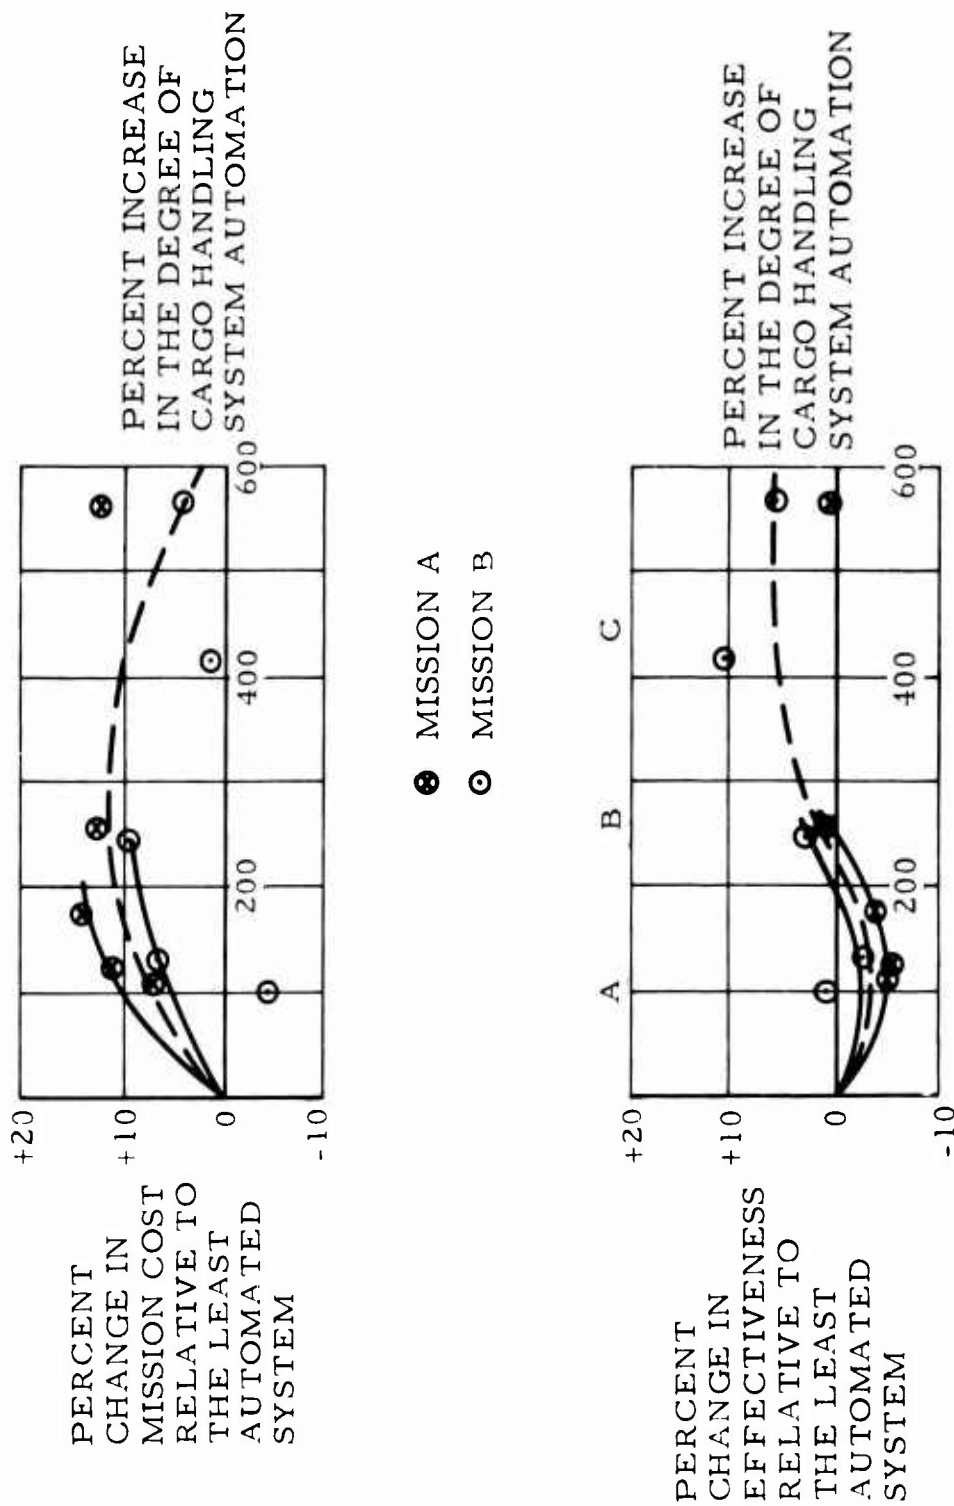 +20
+10
0
-10
200
400
600
PERCENT
CHANGE IN
MISSION COST
RELATIVE TO
THE LEAST
AUTOMATED
SYSTEM
PERCENT INCREASE
IN THE DEGREE OF
CARGO HANDLING
SYSTEM AUTOMATION
MISSION A
MISSION B
A
B
C
+20
+10
0
-10
200
400
600
PERCENT
CHANGE IN
EFFECTIVENESS
RELATIVE TO
THE LEAST
AUTOMATED
SYSTEM
PERCENT INCREASE
IN THE DEGREE OF
CARGO HANDLING
SYSTEM AUTOMATION